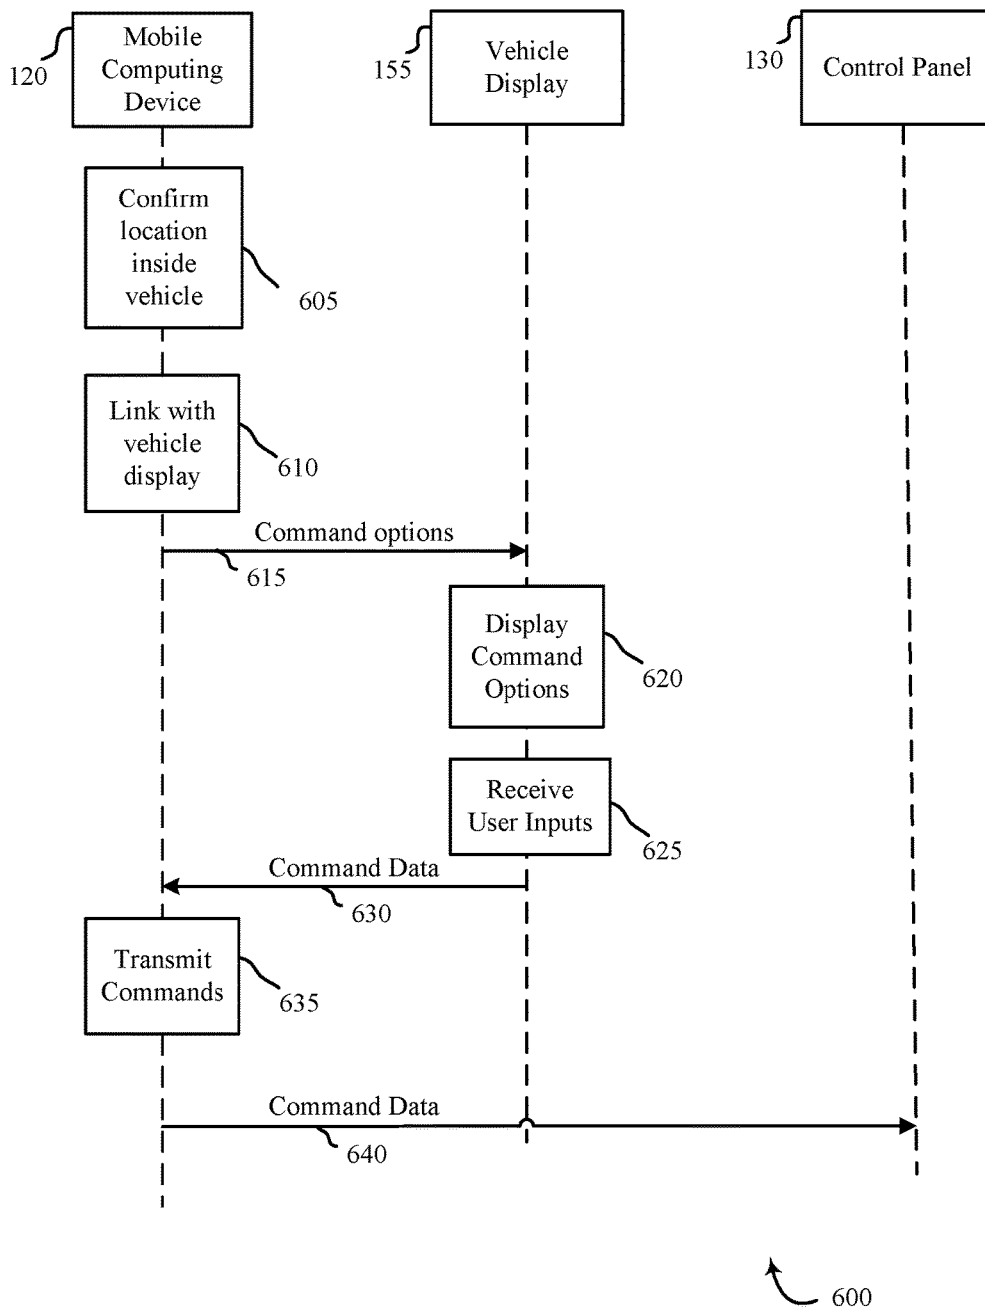 120
Mobile
Computing
Device
155
Vehicle
Display
130
Control Panel
Confirm
location
inside
vehicle
605
Link with
vehicle
display
610
Command options
615
Display
Command
Options
620
Receive
User Inputs
625
Command Data
630
Transmit
Commands
635
Command Data
640
600